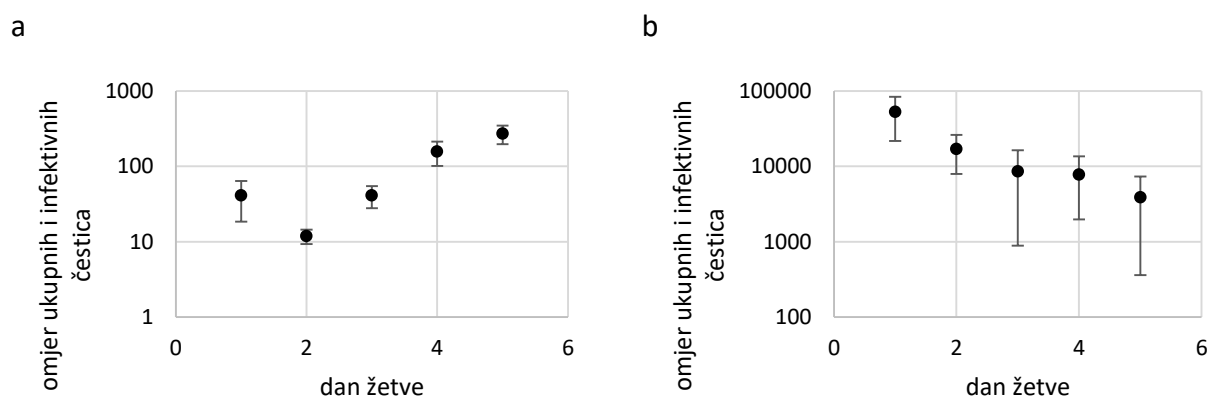 a
1000
100
10
1
0
2
4
6
omjer ukupnih i infektivnih
čestica
dan žetve
b
100000
10000
1000
100
0
2
4
6
omjer ukupnih i infektivnih
čestica
dan žetve